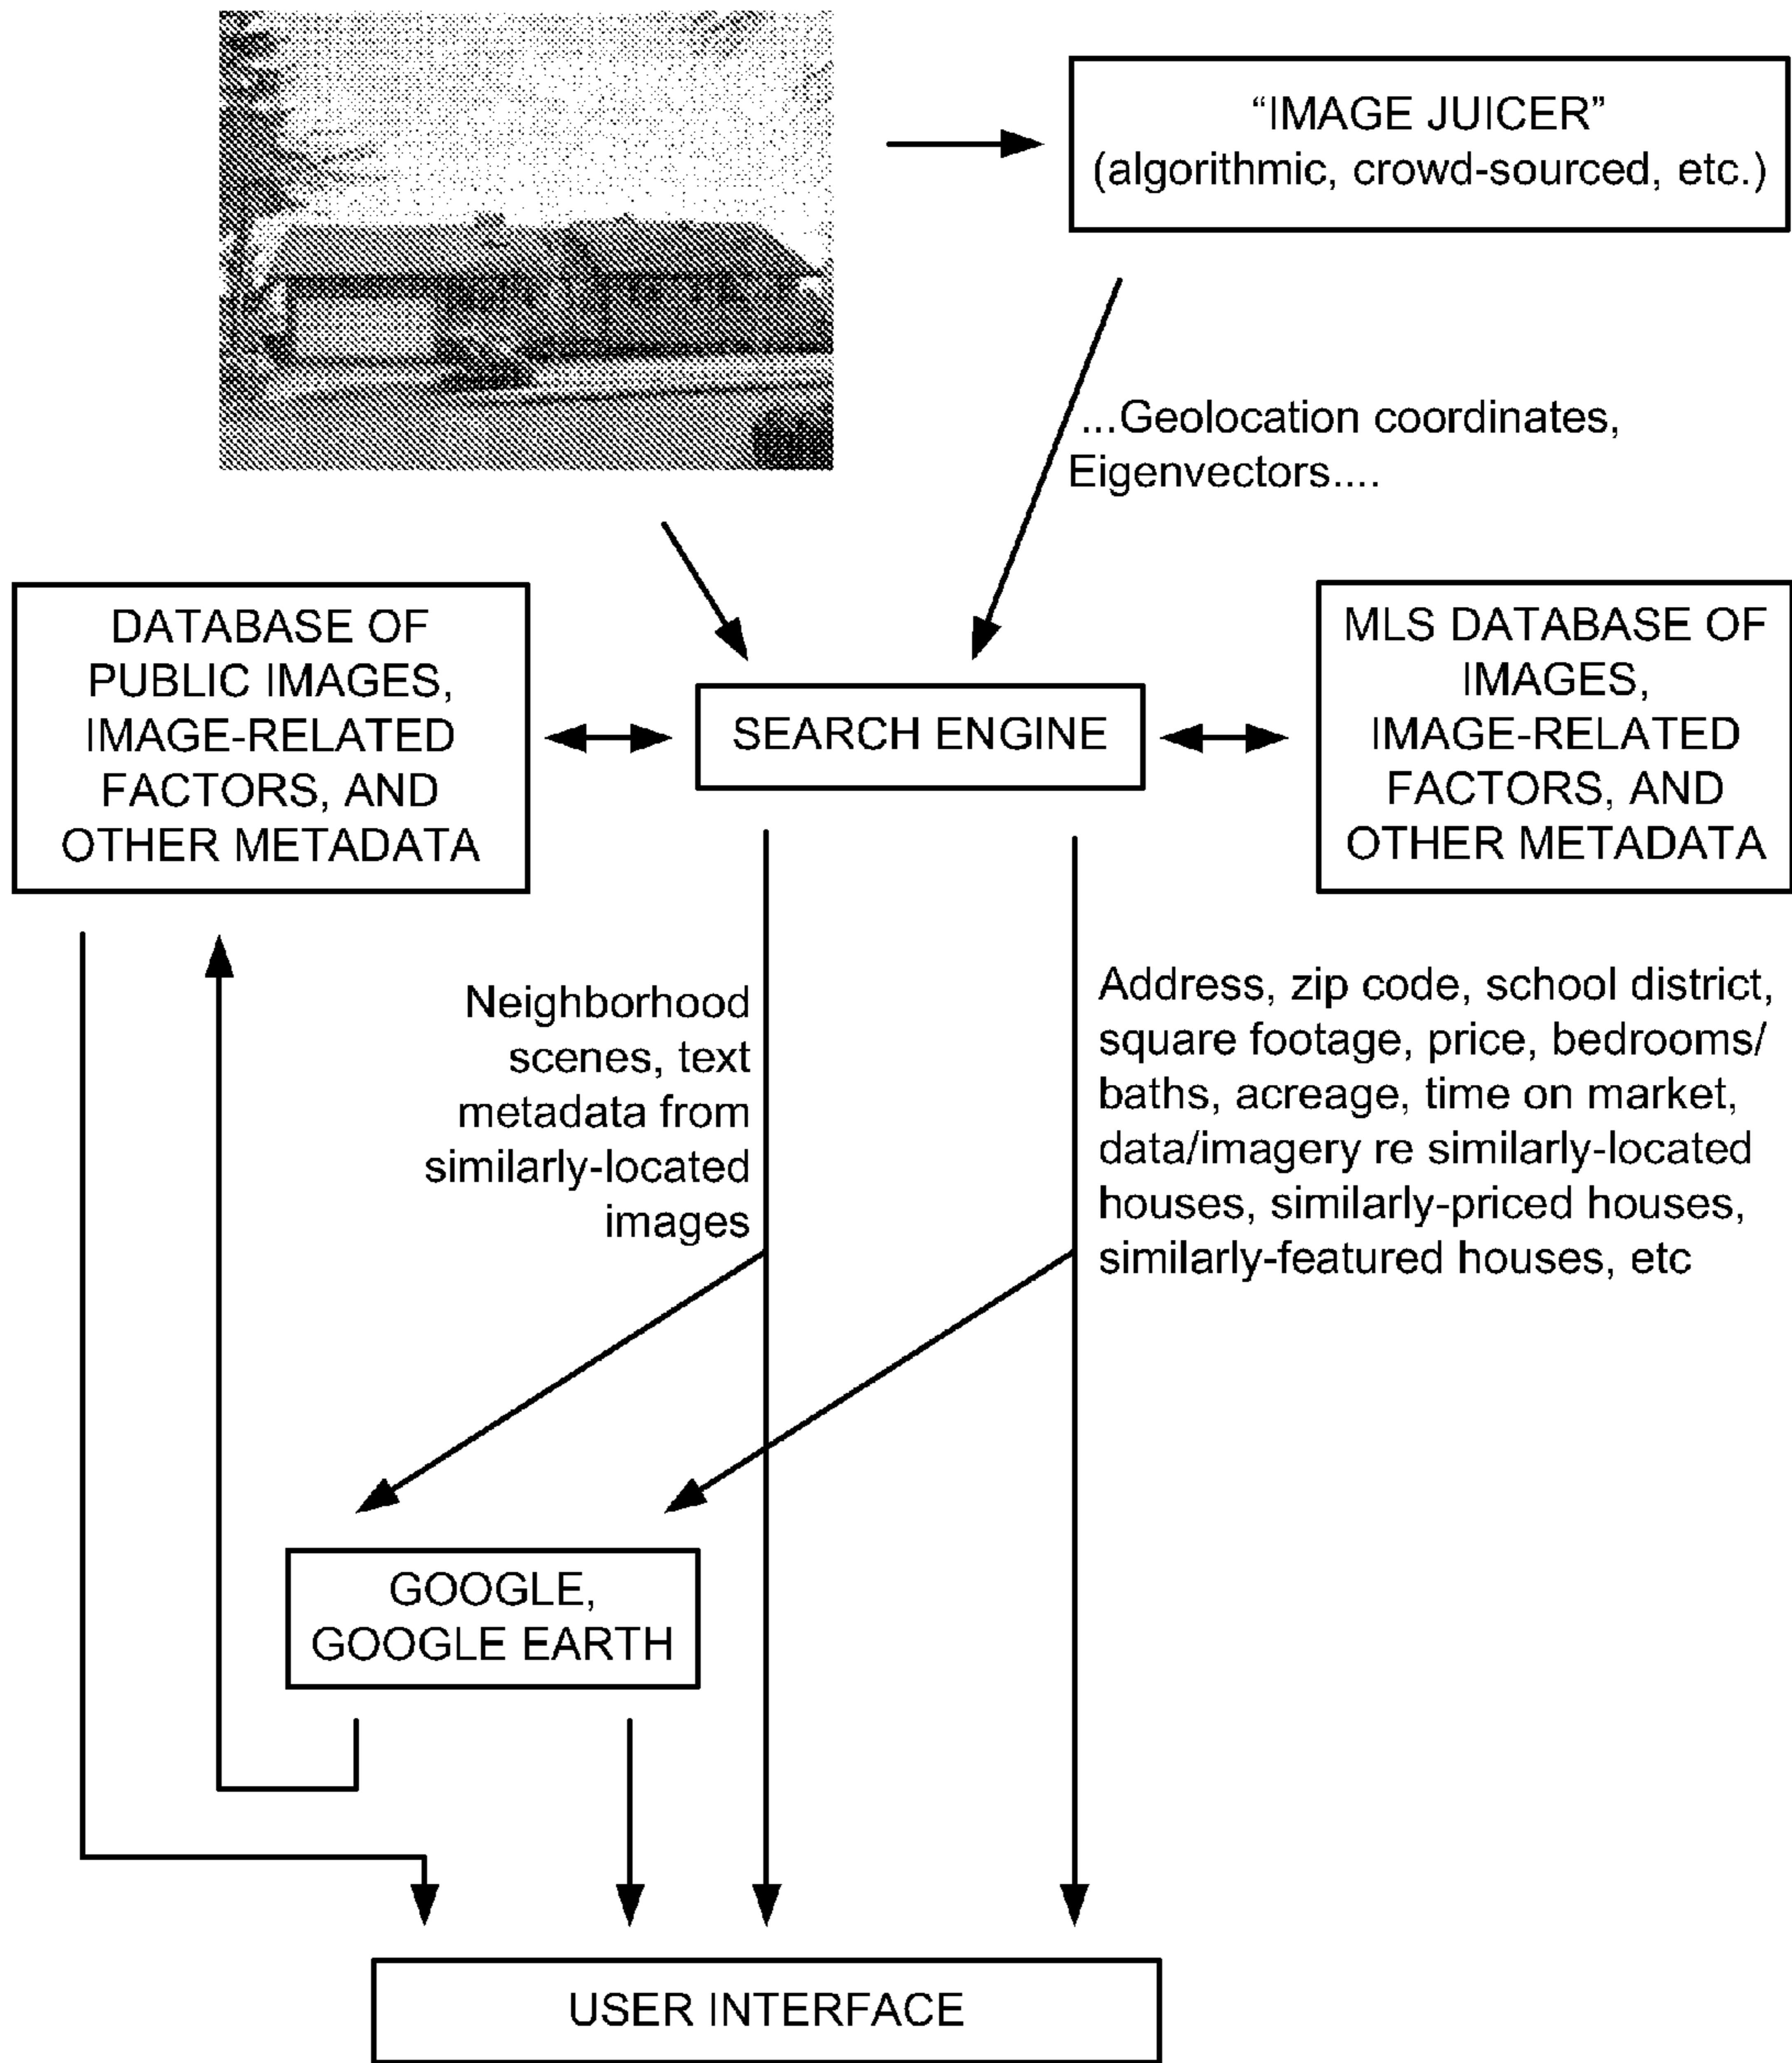 “IMAGE JUICER”
(algorithmic, crowd-sourced, etc.)
...Geolocation coordinates,
Eigenvectors....
DATABASE OF
PUBLIC IMAGES,
IMAGE-RELATED
FACTORS, AND
OTHER METADATA
SEARCH ENGINE
MLS DATABASE OF
IMAGES,
IMAGE-RELATED
FACTORS, AND
OTHER METADATA
Neighborhood
scenes, text
metadata from
similarly-located
images
Address, zip code, school district,
square footage, price, bedrooms/
baths, acreage, time on market,
data/imagery re similarly-located
houses, similarly-priced houses,
similarly-featured houses, etc
GOOGLE,
GOOGLE EARTH
USER INTERFACE